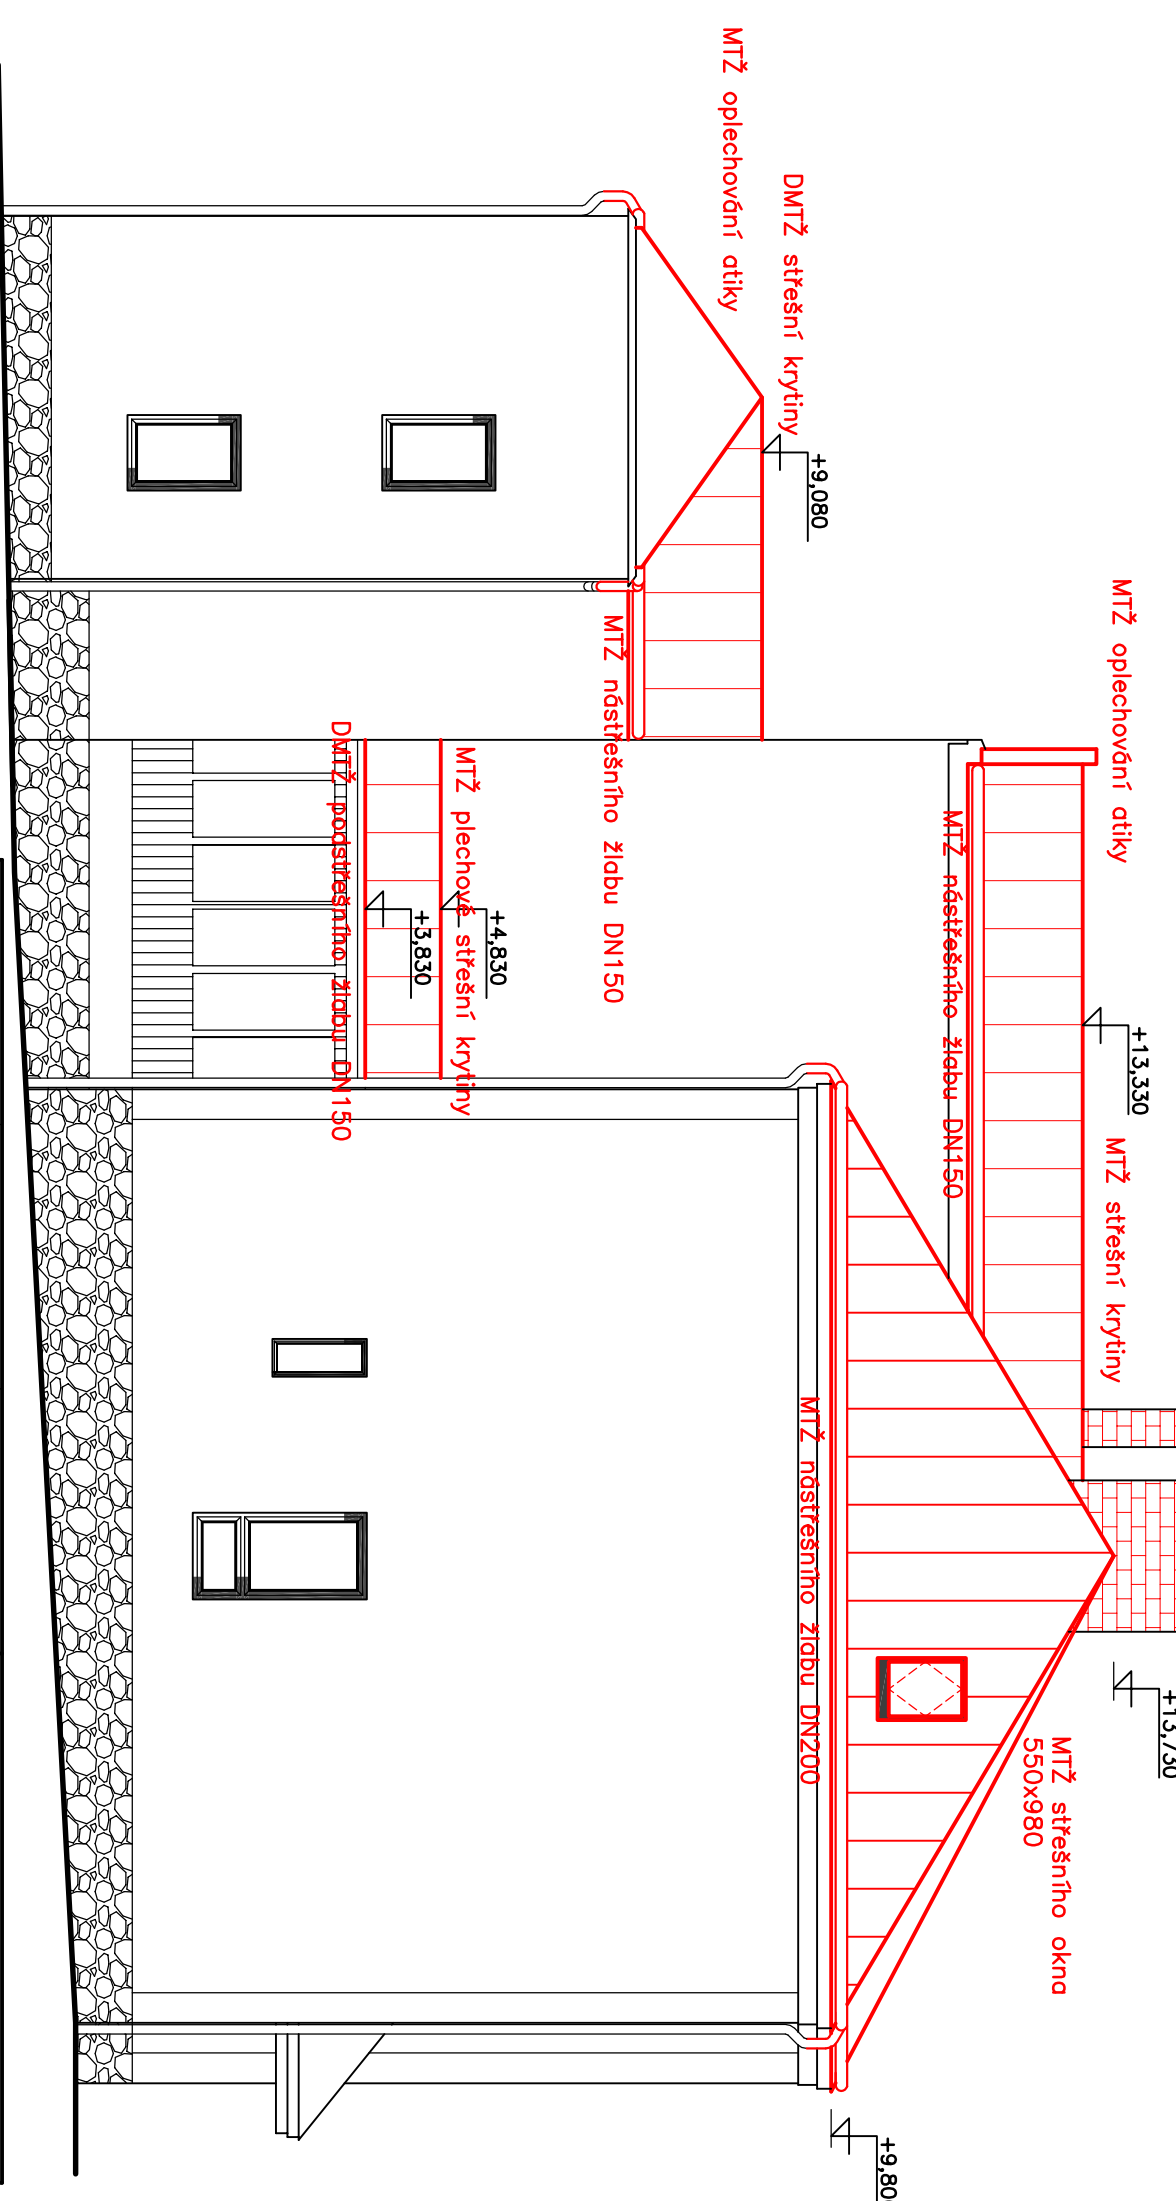 MTŽ oplechování atiky
DMTŽ střešní krytiny
+9,080
MTŽ oplechování atiky
+13,330
MTŽ střešní krytiny
MTŽ nástřešního žlabu DN150
MTŽ nástřešního žlabu DN150
MTŽ plechové střešní krytiny
+4,830
+3,830
DMTŽ podstřešního žlabu DN150
MTŽ nástřešního žlabu DN200
+13,730
MTŽ střešního okna
550x980
+9,80